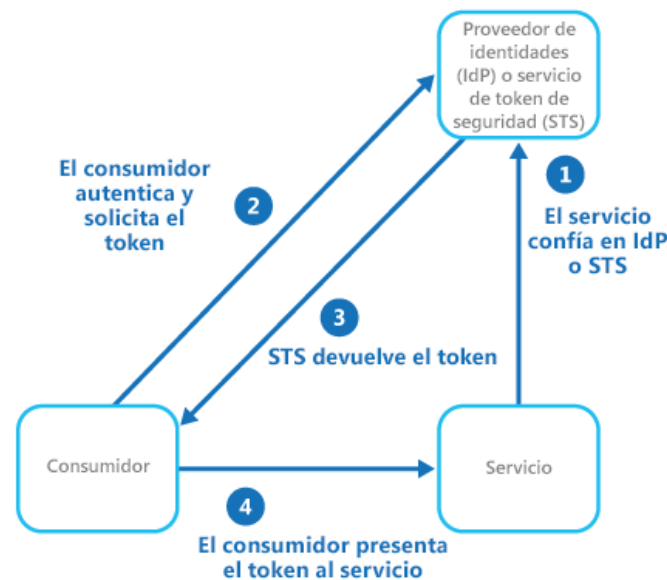 Proveedor de
identidades
(IdP) o servicio
de token de
seguridad (STS)
1
El servicio
confía en IdP
o STS
El consumidor
autentica y
solicita el
token
2
3
STS devuelve el token
Consumidor
Servicio
4
El consumidor presenta
el token al servicio